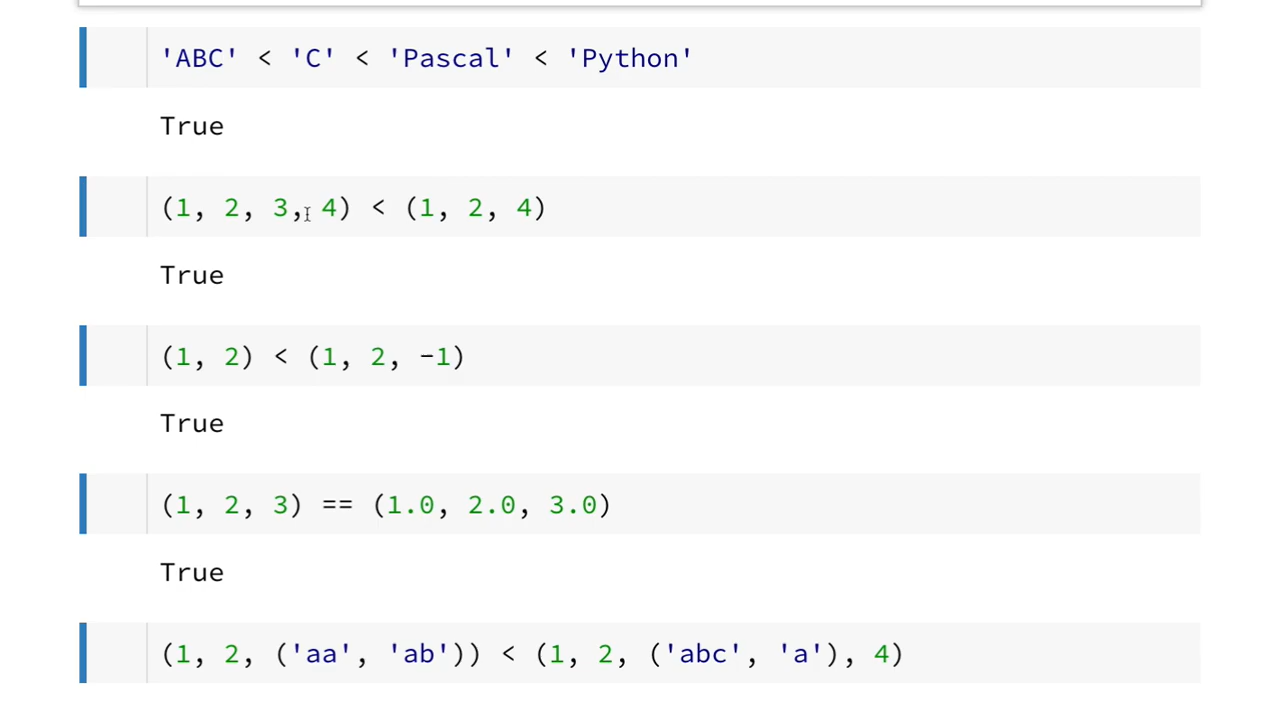 'ABC' < 'C' < 'Pascal' < 'Python'
True
(1, 2, 3, 4) < (1, 2, 4)
True
(1, 2) < (1, 2, -1)
True
(1, 2, 3) == (1.0, 2.0, 3.0)
True
(1, 2, ('aa', 'ab')) < (1, 2, ('abc', 'a'), 4)